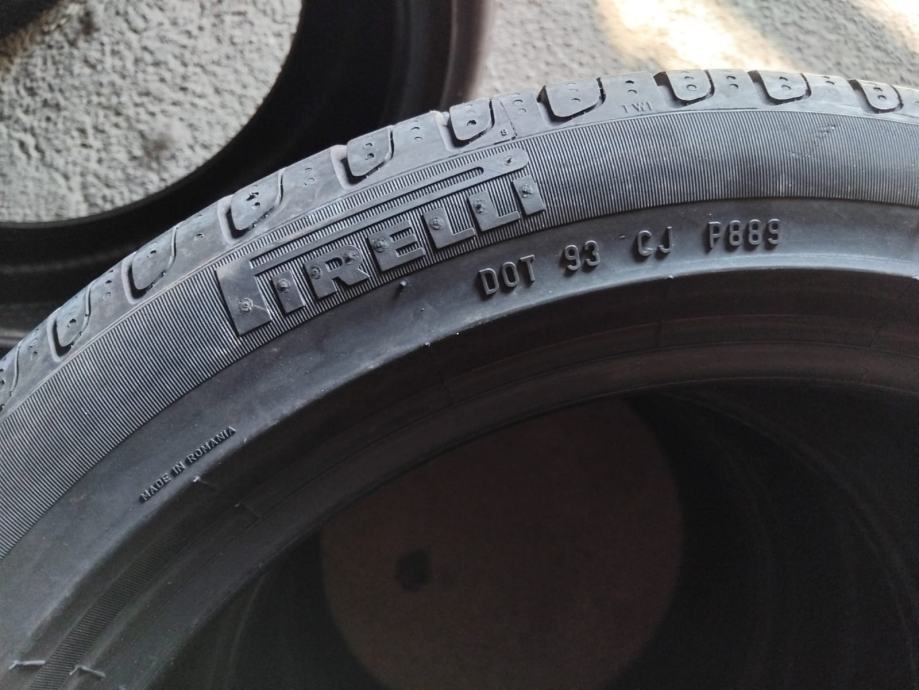 TWI
PIRELLI
DOT 93 CJ P889
MADE IN ROMANIA